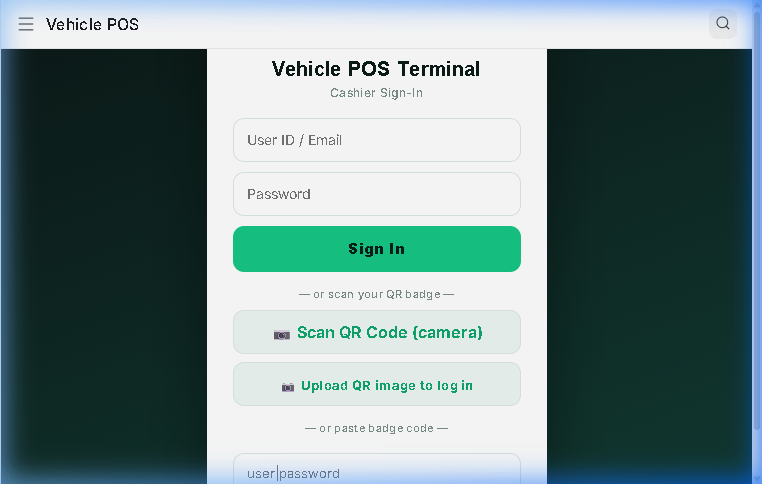 Vehicle POS
Vehicle POS Terminal
Cashier Sign-In
User ID / Email
Password
Sign In
— or scan your QR badge —
Scan QR Code (camera)
Upload QR image to log in
— or paste badge code —
user|password